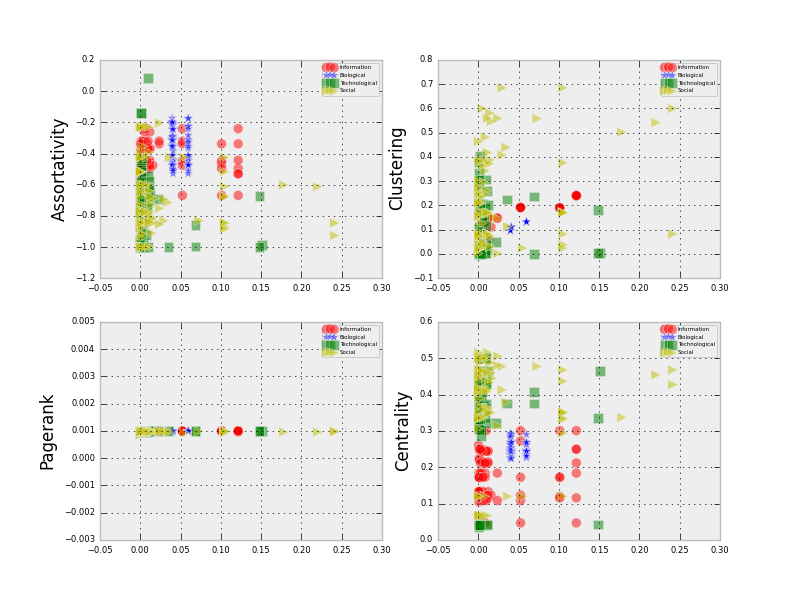 Assortativity
0.2
0.0
−0.2
−0.4
−0.6
−0.8
−1.0
−1.2
−0.05 0.00 0.05 0.10 0.15 0.20 0.25 0.30
Information
Biological
Technological
Social
Clustering
0.8
0.7
0.6
0.5
0.4
0.3
0.2
0.1
0.0
−0.1
−0.05 0.00 0.05 0.10 0.15 0.20 0.25 0.30
Information
Biological
Technological
Social
Pagerank
0.005
0.004
0.003
0.002
0.001
0.000
−0.001
−0.002
−0.003
−0.05 0.00 0.05 0.10 0.15 0.20 0.25 0.30
Information
Biological
Technological
Social
Centrality
0.6
0.5
0.4
0.3
0.2
0.1
0.0
−0.05 0.00 0.05 0.10 0.15 0.20 0.25 0.30
Information
Biological
Technological
Social